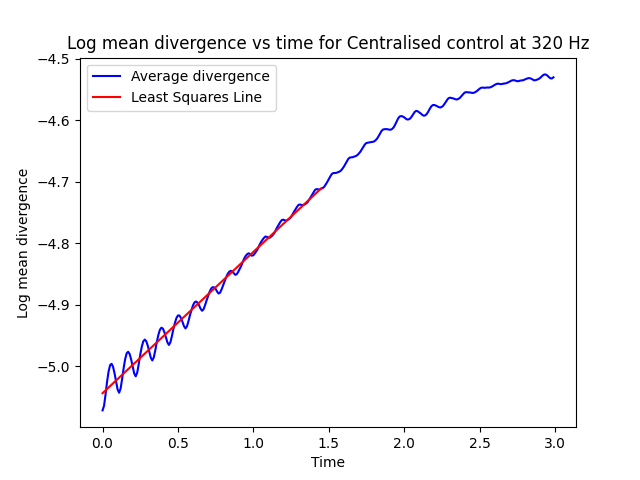 Log mean divergence vs time for Centralised control at 320 Hz
Average divergence
Least Squares Line
Log mean divergence
−4.5
−4.6
−4.7
−4.8
−4.9
−5.0
0.0 0.5 1.0 1.5 2.0 2.5 3.0
Time